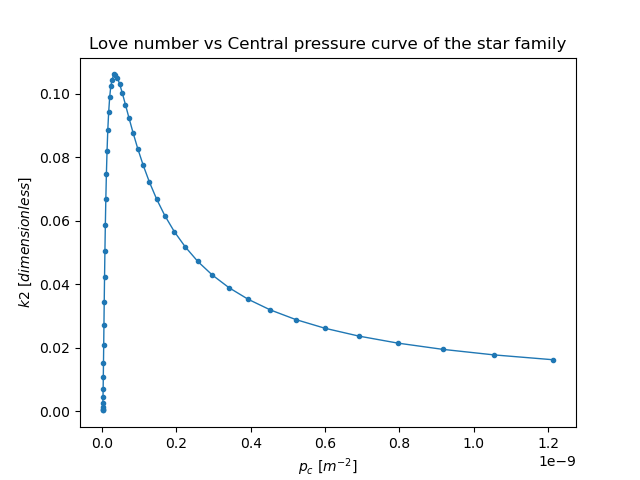 Love number vs Central pressure curve of the star family
k2 [dimensionless]
0.10
0.08
0.06
0.04
0.02
0.00
0.0 0.2 0.4 0.6 0.8 1.0 1.2
1e−9
p_c [m^{-2}]